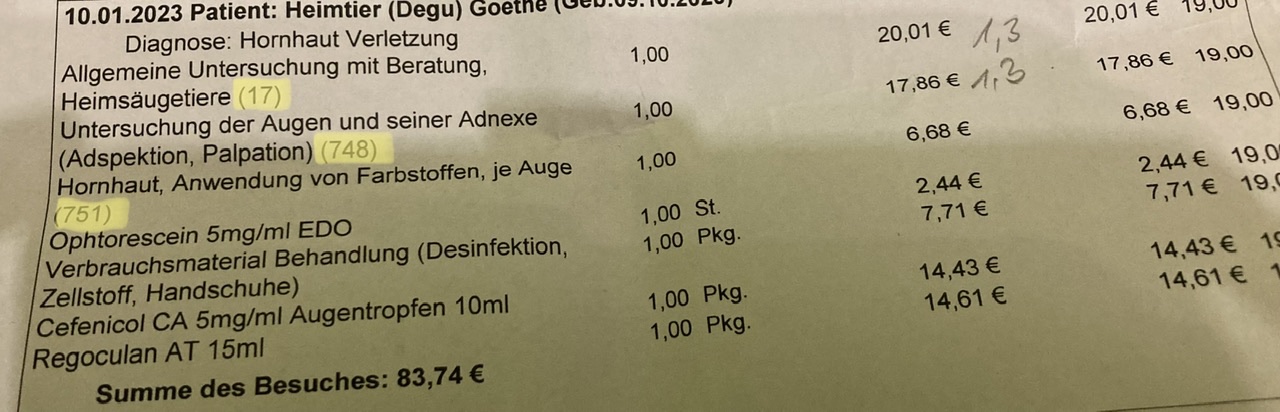 10.01.2023 Patient: Heimtier (Degu) Goethe
Diagnose: Hornhaut Verletzung
Allgemeine Untersuchung mit Beratung, 1,00 20,01 € 1,3 20,01 € 19,00
Heimsäugetiere (17)
Untersuchung der Augen und seiner Adnexe 1,00 17,86 € 1,3 17,86 € 19,00
(Adspektion, Palpation) (748)
Hornhaut, Anwendung von Farbstoffen, je Auge 1,00 6,68 € 6,68 € 19,00
(751)
Ophtorescein 5mg/ml EDO 1,00 St. 2,44 € 2,44 €
Verbrauchsmaterial Behandlung (Desinfektion, 1,00 Pkg. 7,71 € 7,71 €
Zellstoff, Handschuhe)
Cefenicol CA 5mg/ml Augentropfen 10ml 1,00 Pkg. 14,43 € 14,43 €
Regoculan AT 15ml 1,00 Pkg. 14,61 € 14,61 €
Summe des Besuches: 83,74 €